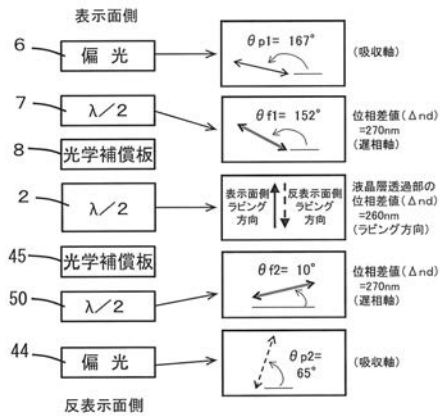 表示面側
6
偏 光
θp1= 167°
(吸収軸)
7
λ/2
θf1= 152°
位相差値(Δnd)
=270nm
(遅相軸)
8
光学補償板
2
λ/2
表示面側
ラビング
方向
反表示面側
ラビング
方向
液晶層透過部の
位相差値(Δnd)
=260nm
(ラビング方向)
45
光学補償板
50
λ/2
θf2= 10°
位相差値(Δnd)
=270nm
(遅相軸)
44
偏 光
θp2=
65°
(吸収軸)
反表示面側